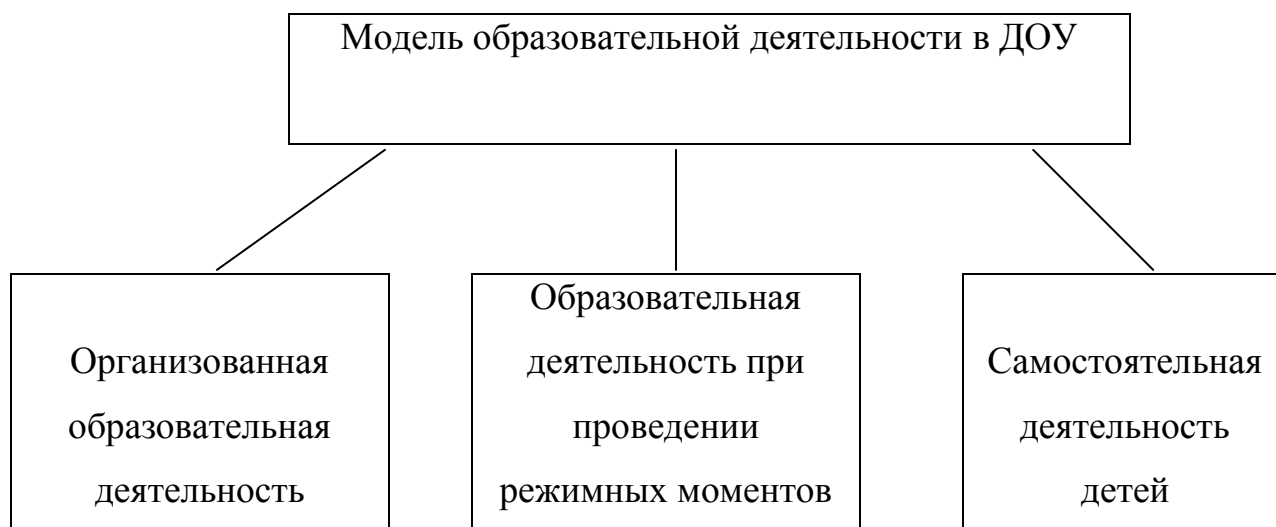 Модель образовательной деятельности в ДОУ
Организованная
образовательная
деятельность
Образовательная
деятельность при
проведении
режимных моментов
Самостоятельная
деятельность
детей